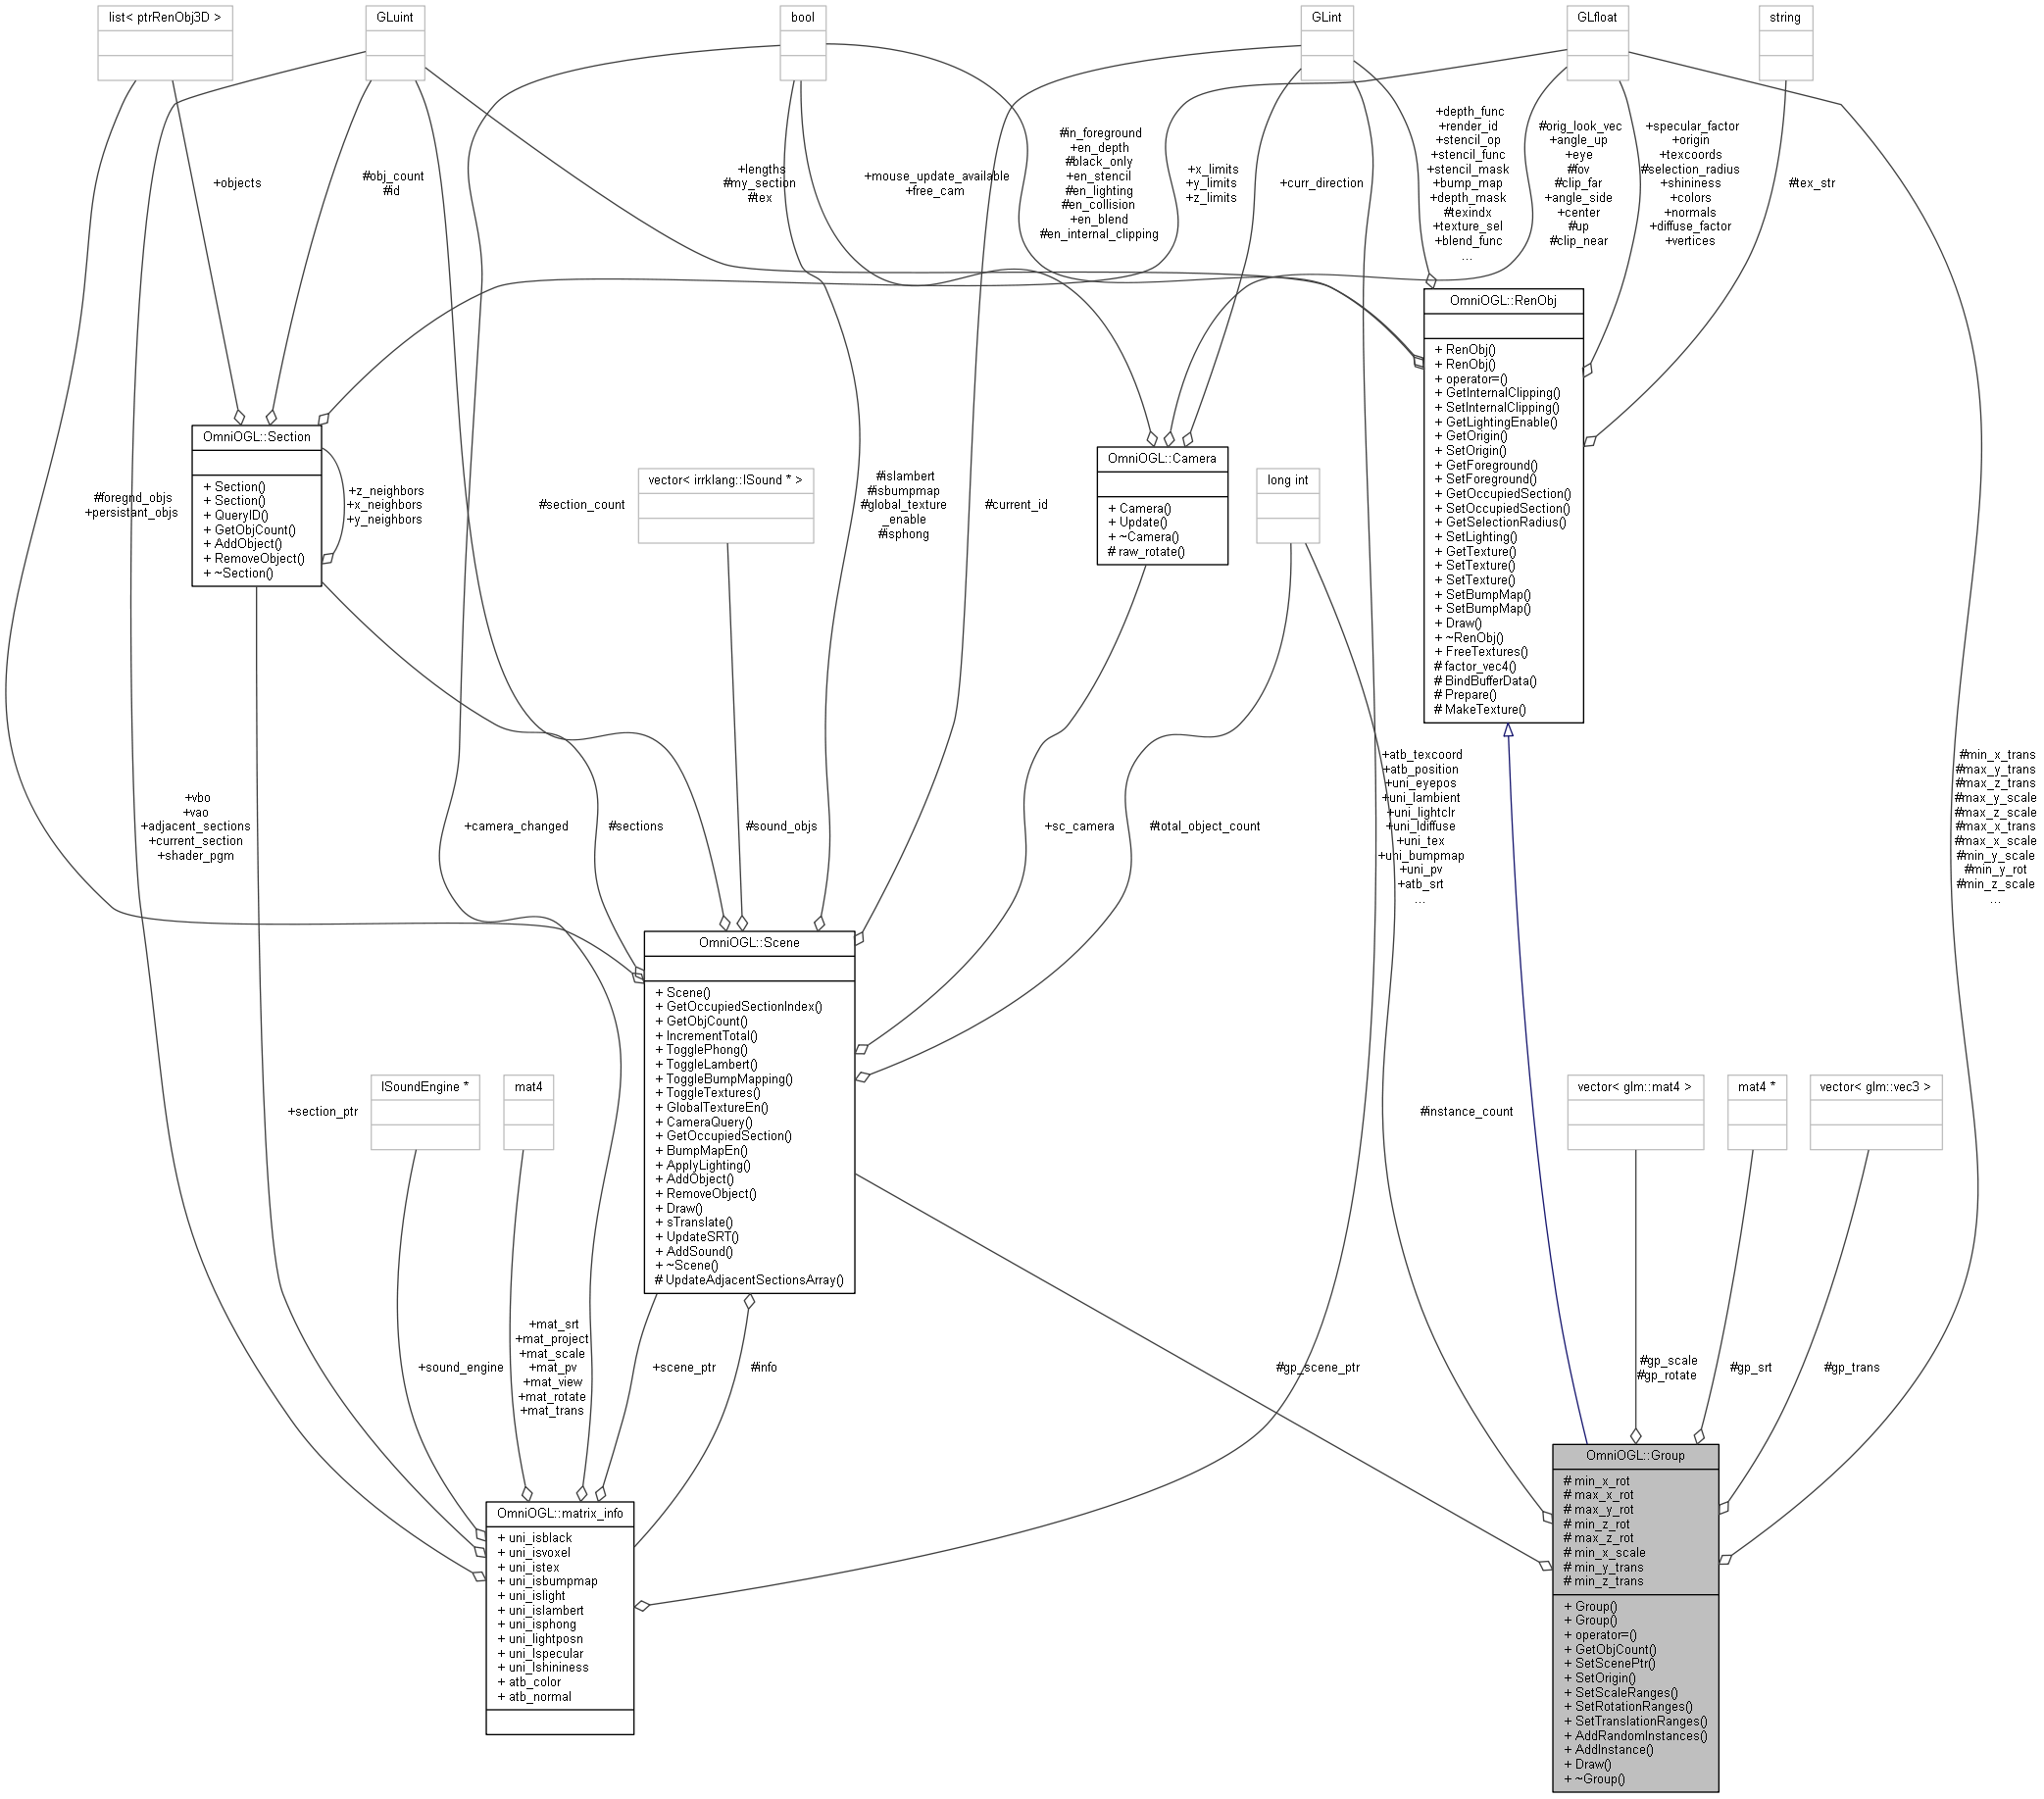 list< ptrRenObj3D >
GLuint
bool
GLint
GLfloat
string
+objects
#obj_count
#id
+lengths
#my_section
#tex
+mouse_update_available
+free_cam
#in_foreground
+en_depth
#black_only
+en_stencil
#en_lighting
#en_collision
+en_blend
#en_internal_clipping
+x_limits
+y_limits
+z_limits
+curr_direction
+depth_func
+render_id
+stencil_op
+stencil_func
+stencil_mask
+bump_map
+depth_mask
#texindx
+texture_sel
+blend_func
...
#orig_look_vec
+angle_up
+eye
#fov
#clip_far
+angle_side
+center
#up
#clip_near
+specular_factor
+origin
+texcoords
#selection_radius
+shininess
+colors
+normals
+diffuse_factor
+vertices
#tex_str
OmniOGL::RenObj
+ RenObj()
+ RenObj()
+ operator=()
+ GetInternalClipping()
+ SetInternalClipping()
+ GetLightingEnable()
+ GetOrigin()
+ SetOrigin()
+ GetForeground()
+ SetForeground()
+ GetOccupiedSection()
+ SetOccupiedSection()
+ GetSelectionRadius()
+ SetLighting()
+ GetTexture()
+ SetTexture()
+ SetTexture()
+ SetBumpMap()
+ SetBumpMap()
+ Draw()
+ ~RenObj()
+ FreeTextures()
# factor_vec4()
# BindBufferData()
# Prepare()
# MakeTexture()
OmniOGL::Section
+ Section()
+ Section()
+ QueryID()
+ GetObjCount()
+ AddObject()
+ RemoveObject()
+ ~Section()
+z_neighbors
+x_neighbors
+y_neighbors
#foregnd_objs
+persistant_objs
#section_count
vector< irrklang::ISound * >
#islambert
#isbumpmap
#global_texture
_enable
#isphong
#current_id
OmniOGL::Camera
+ Camera()
+ Update()
+ ~Camera()
# raw_rotate()
long int
+vbo
+vao
+adjacent_sections
+current_section
+shader_pgm
+camera_changed
#sections
#sound_objs
+sc_camera
#total_object_count
+atb_texcoord
+atb_position
+uni_eyepos
+uni_lambient
+uni_lightclr
+uni_ldiffuse
+uni_tex
+uni_bumpmap
+uni_pv
+atb_srt
...
#min_x_trans
#max_y_trans
#max_z_trans
#max_y_scale
#max_z_scale
#max_x_trans
#max_x_scale
#min_y_scale
#min_y_rot
#min_z_scale
...
OmniOGL::Scene
+ Scene()
+ GetOccupiedSectionIndex()
+ GetObjCount()
+ IncrementTotal()
+ TogglePhong()
+ ToggleLambert()
+ ToggleBumpMapping()
+ ToggleTextures()
+ GlobalTextureEn()
+ CameraQuery()
+ GetOccupiedSection()
+ BumpMapEn()
+ ApplyLighting()
+ AddObject()
+ RemoveObject()
+ Draw()
+ sTranslate()
+ UpdateSRT()
+ AddSound()
+ ~Scene()
# UpdateAdjacentSectionsArray()
+section_ptr
ISoundEngine *
mat4
#instance_count
vector< glm::mat4 >
mat4 *
vector< glm::vec3 >
+sound_engine
+mat_srt
+mat_project
+mat_scale
+mat_pv
+mat_view
+mat_rotate
+mat_trans
+scene_ptr
#info
#gp_scene_ptr
#gp_scale
#gp_rotate
#gp_srt
#gp_trans
OmniOGL::matrix_info
+ uni_isblack
+ uni_isvoxel
+ uni_istex
+ uni_isbumpmap
+ uni_islight
+ uni_islambert
+ uni_isphong
+ uni_lightposn
+ uni_lspecular
+ uni_lshininess
+ atb_color
+ atb_normal
OmniOGL::Group
# min_x_rot
# max_x_rot
# max_y_rot
# min_z_rot
# max_z_rot
# min_x_scale
# min_y_trans
# min_z_trans
+ Group()
+ Group()
+ operator=()
+ GetObjCount()
+ SetScenePtr()
+ SetOrigin()
+ SetScaleRanges()
+ SetRotationRanges()
+ SetTranslationRanges()
+ AddRandomInstances()
+ AddInstance()
+ Draw()
+ ~Group()